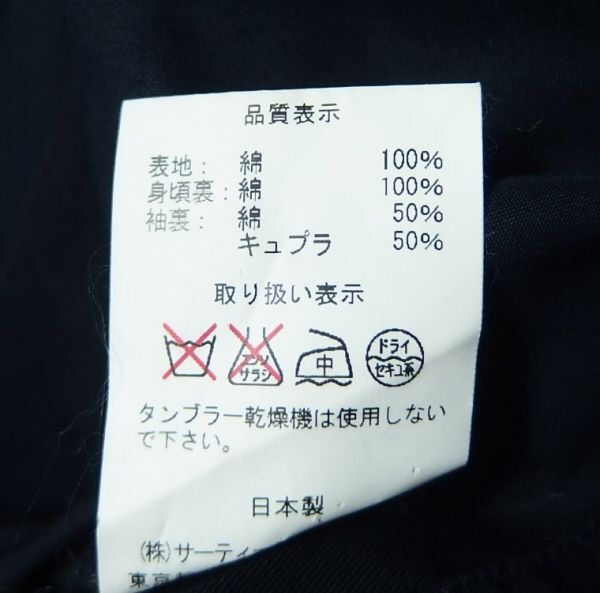 品質表示
表地: 綿 100%
身頃裏: 綿 100%
袖裏: 綿 50%
キュプラ 50%
取り扱い表示
エンソサラシ 中 ドライ セキユ系
タンブラー乾燥機は使用しない
で下さい。
日本製
(株)サーティー
東京